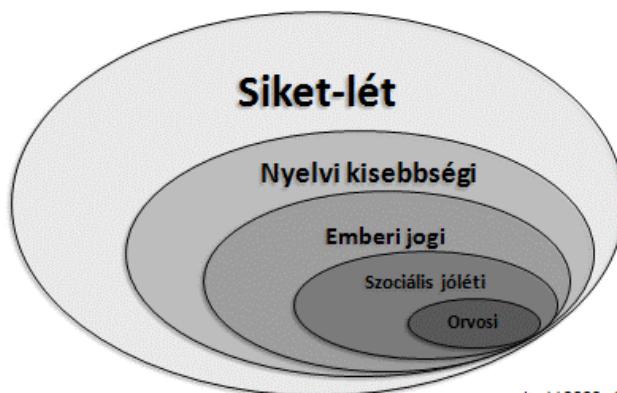 Siket-lét
Nyelvi kisebbségi
Emberi jogi
Szociális jóléti
Orvosi